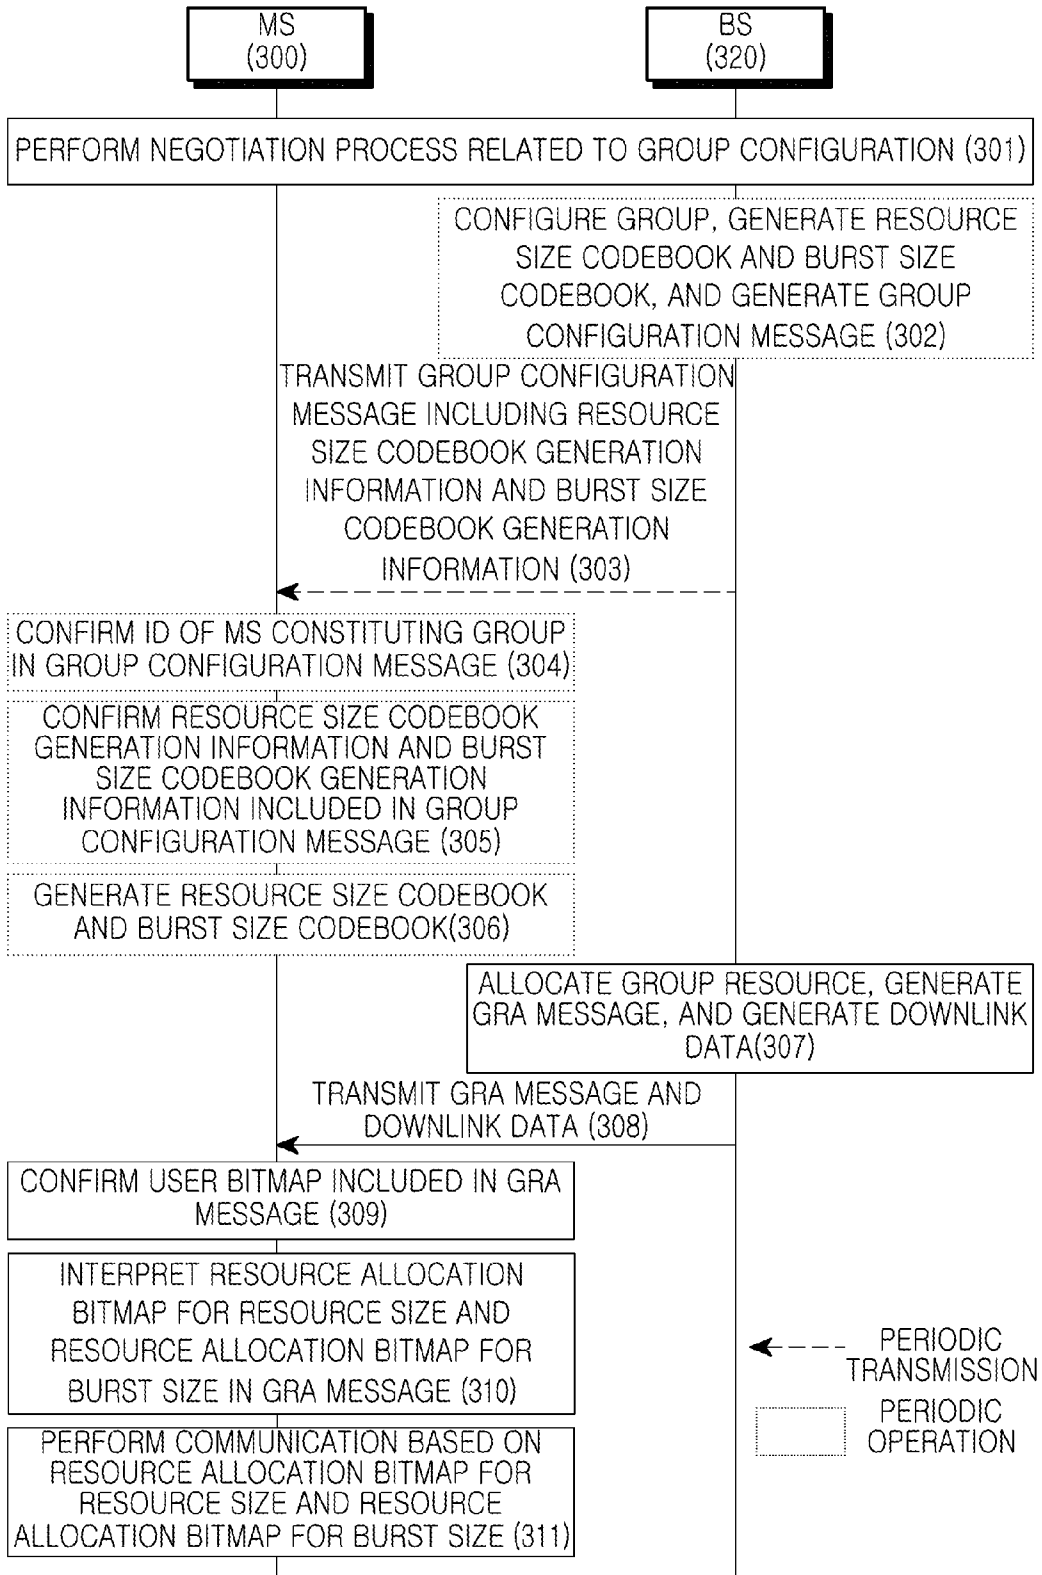 MS
(300)
BS
(320)
PERFORM NEGOTIATION PROCESS RELATED TO GROUP CONFIGURATION (301)
CONFIGURE GROUP, GENERATE RESOURCE
SIZE CODEBOOK AND BURST SIZE
CODEBOOK, AND GENERATE GROUP
CONFIGURATION MESSAGE (302)
TRANSMIT GROUP CONFIGURATION
MESSAGE INCLUDING RESOURCE
SIZE CODEBOOK GENERATION
INFORMATION AND BURST SIZE
CODEBOOK GENERATION
INFORMATION (303)
CONFIRM ID OF MS CONSTITUTING GROUP
IN GROUP CONFIGURATION MESSAGE (304)
CONFIRM RESOURCE SIZE CODEBOOK
GENERATION INFORMATION AND BURST
SIZE CODEBOOK GENERATION
INFORMATION INCLUDED IN GROUP
CONFIGURATION MESSAGE (305)
GENERATE RESOURCE SIZE CODEBOOK
AND BURST SIZE CODEBOOK(306)
ALLOCATE GROUP RESOURCE, GENERATE
GRA MESSAGE, AND GENERATE DOWNLINK
DATA(307)
TRANSMIT GRA MESSAGE AND
DOWNLINK DATA (308)
CONFIRM USER BITMAP INCLUDED IN GRA
MESSAGE (309)
INTERPRET RESOURCE ALLOCATION
BITMAP FOR RESOURCE SIZE AND
RESOURCE ALLOCATION BITMAP FOR
BURST SIZE IN GRA MESSAGE (310)
PERFORM COMMUNICATION BASED ON
RESOURCE ALLOCATION BITMAP FOR
RESOURCE SIZE AND RESOURCE
ALLOCATION BITMAP FOR BURST SIZE (311)
PERIODIC
TRANSMISSION
PERIODIC
OPERATION